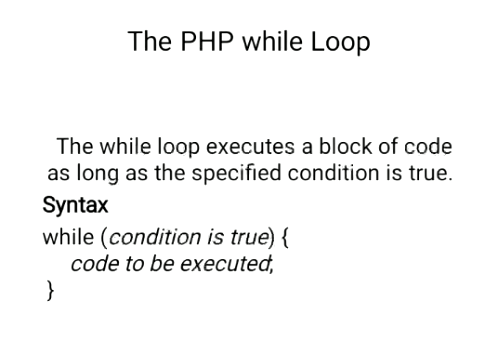 The PHP while Loop
The while loop executes a block of code
as long as the specified condition is true.
Syntax
while (condition is true) {
code to be executed;
}